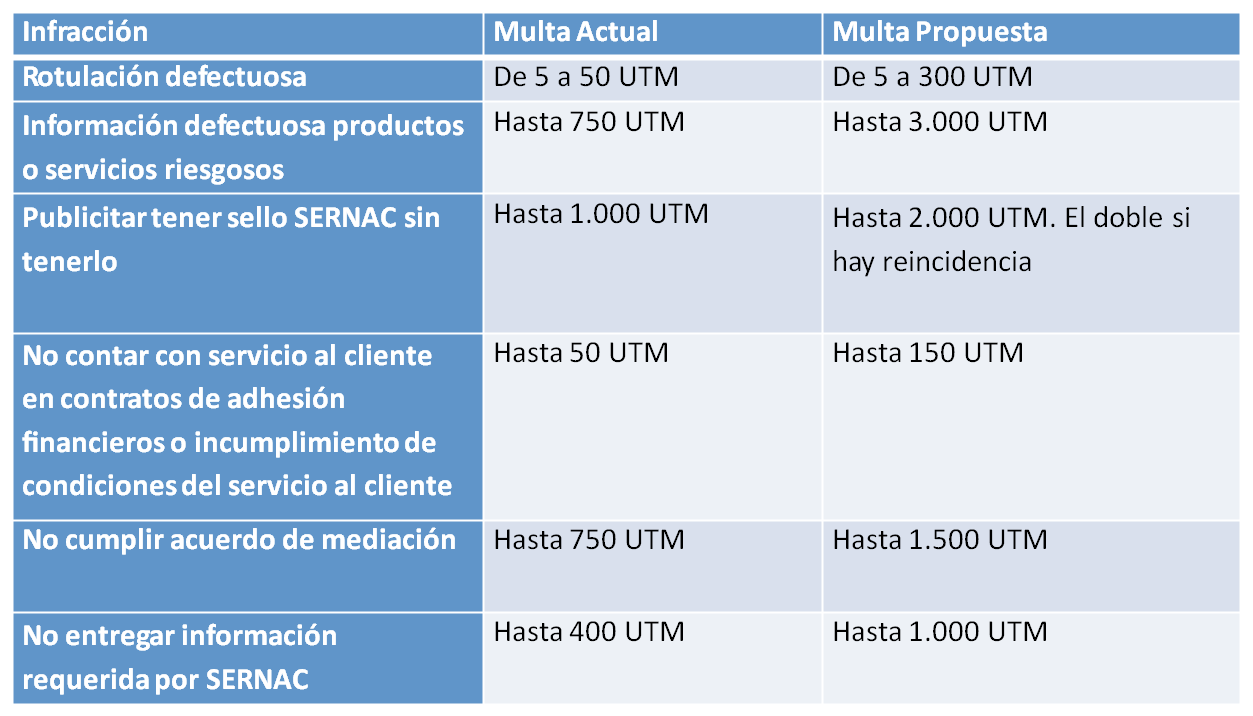 Infracción
Multa Actual
Multa Propuesta
Rotulación defectuosa
De 5 a 50 UTM
De 5 a 300 UTM
Información defectuosa productos
o servicios riesgosos
Hasta 750 UTM
Hasta 3.000 UTM
Publicitar tener sello SERNAC sin
tenerlo
Hasta 1.000 UTM
Hasta 2.000 UTM. El doble si
hay reincidencia
No contar con servicio al cliente
en contratos de adhesión
financieros o incumplimiento de
condiciones del servicio al cliente
Hasta 50 UTM
Hasta 150 UTM
No cumplir acuerdo de mediación
Hasta 750 UTM
Hasta 1.500 UTM
No entregar información
requerida por SERNAC
Hasta 400 UTM
Hasta 1.000 UTM